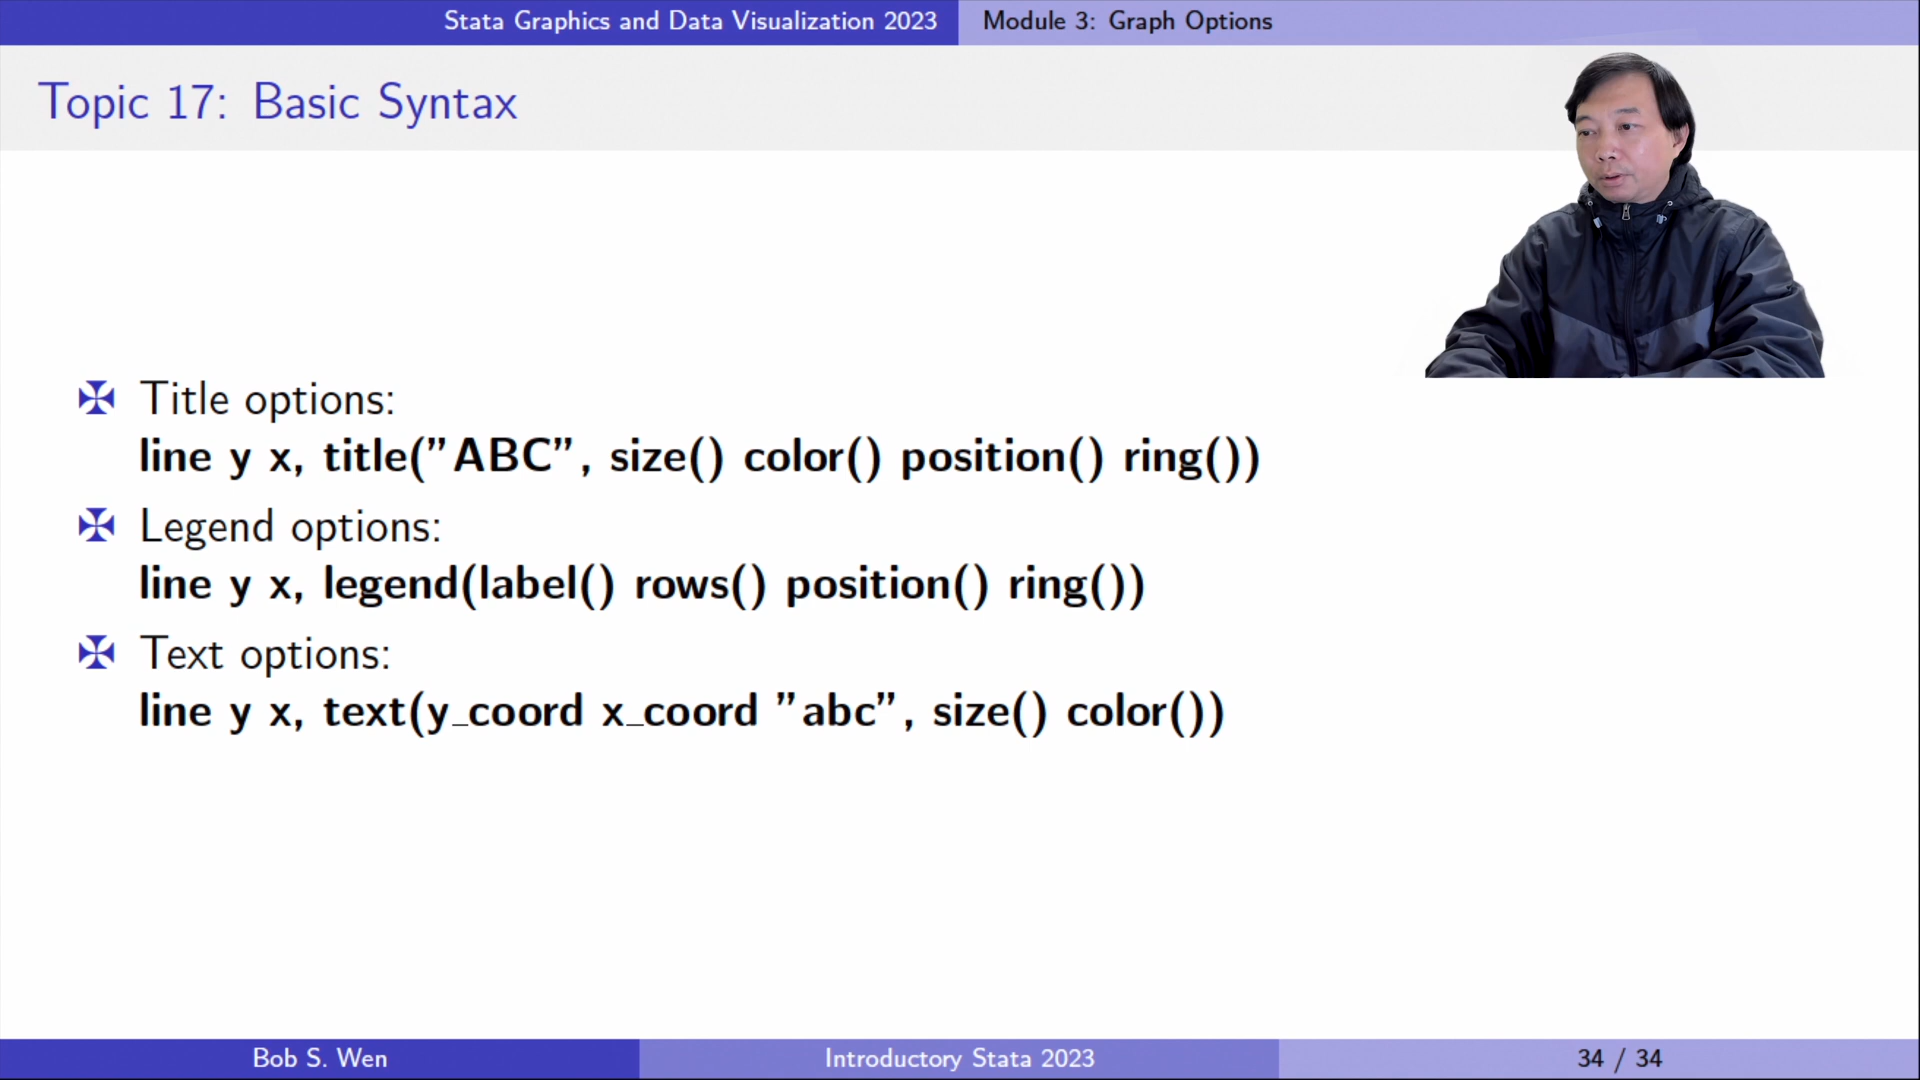 Stata Graphics and Data Visualization 2023
Module 3: Graph Options
Topic 17: Basic Syntax
✠ Title options:
line y x, title(”ABC”, size() color() position() ring())
✠ Legend options:
line y x, legend(label() rows() position() ring())
✠ Text options:
line y x, text(y_coord x_coord ”abc”, size() color())
Bob S. Wen
Introductory Stata 2023
34 / 34